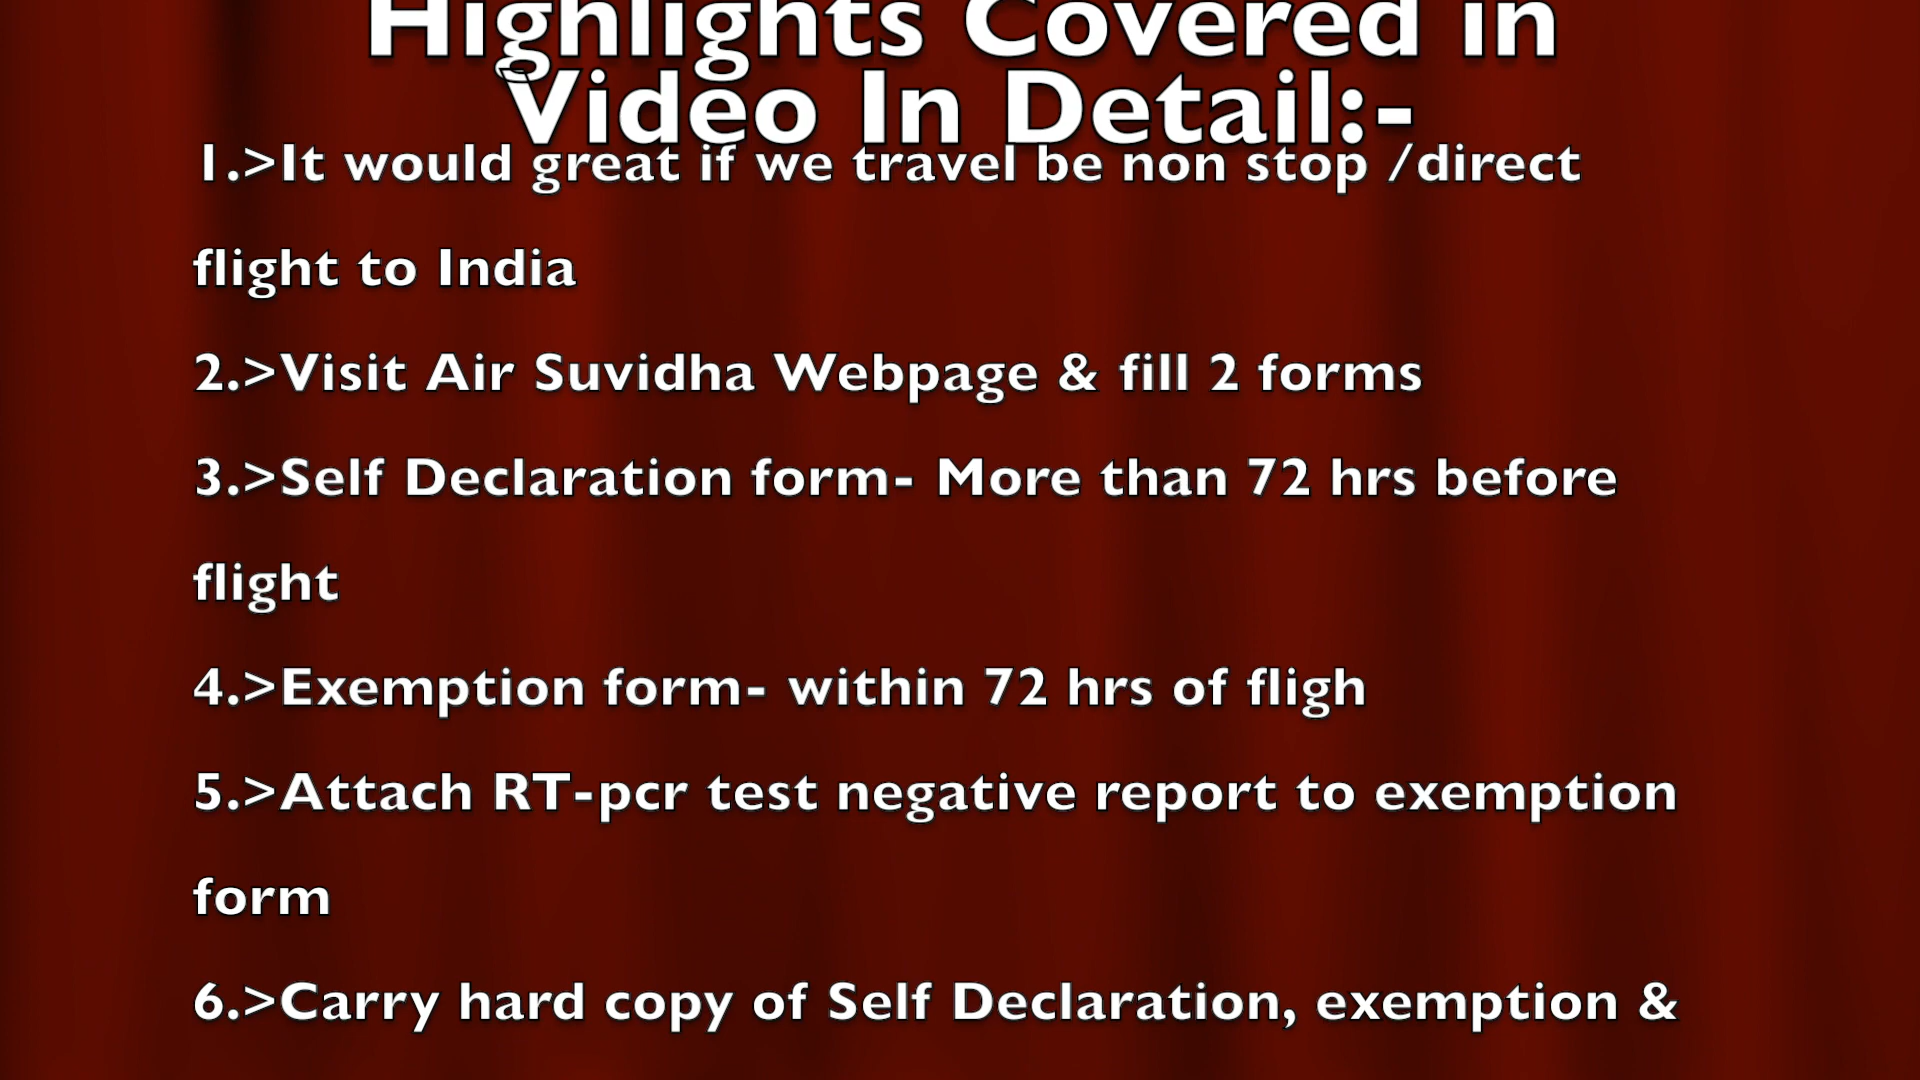 Highlights Covered in
Video In Detail:-
1.>It would great if we travel be non stop /direct
flight to India
2.>Visit Air Suvidha Webpage & fill 2 forms
3.>Self Declaration form- More than 72 hrs before
flight
4.>Exemption form- within 72 hrs of fligh
5.>Attach RT-pcr test negative report to exemption
form
6.>Carry hard copy of Self Declaration, exemption &